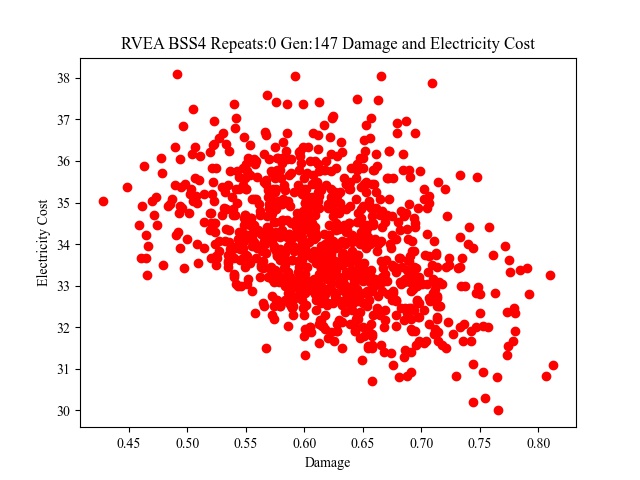 RVEA BSS4 Repeats:0 Gen:147 Damage and Electricity Cost
38
37
36
35
34
33
32
31
30
Electricity Cost
0.45 0.50 0.55 0.60 0.65 0.70 0.75 0.80
Damage